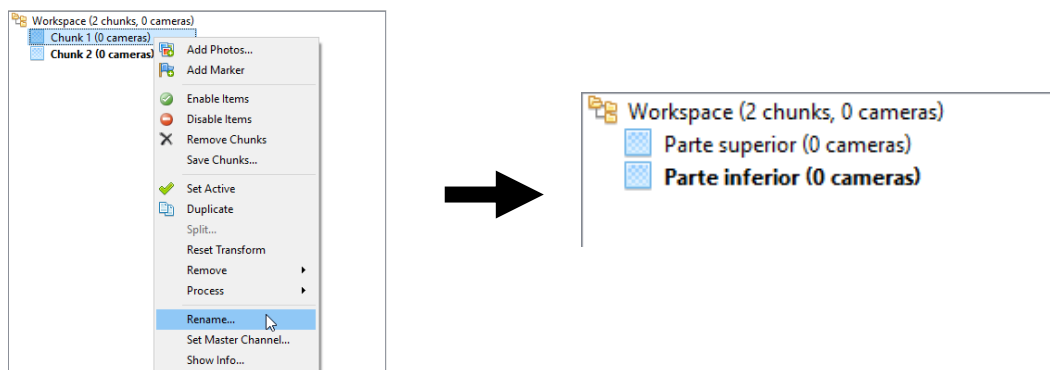 Workspace (2 chunks, 0 cameras)
Chunk 1 (0 cameras)
Chunk 2 (0 cameras)
Add Photos...
Add Marker
Enable Items
Disable Items
Remove Chunks
Save Chunks...
Set Active
Duplicate
Split...
Reset Transform
Remove
Process
Rename...
Set Master Channel...
Show Info...
Workspace (2 chunks, 0 cameras)
Parte superior (0 cameras)
Parte inferior (0 cameras)